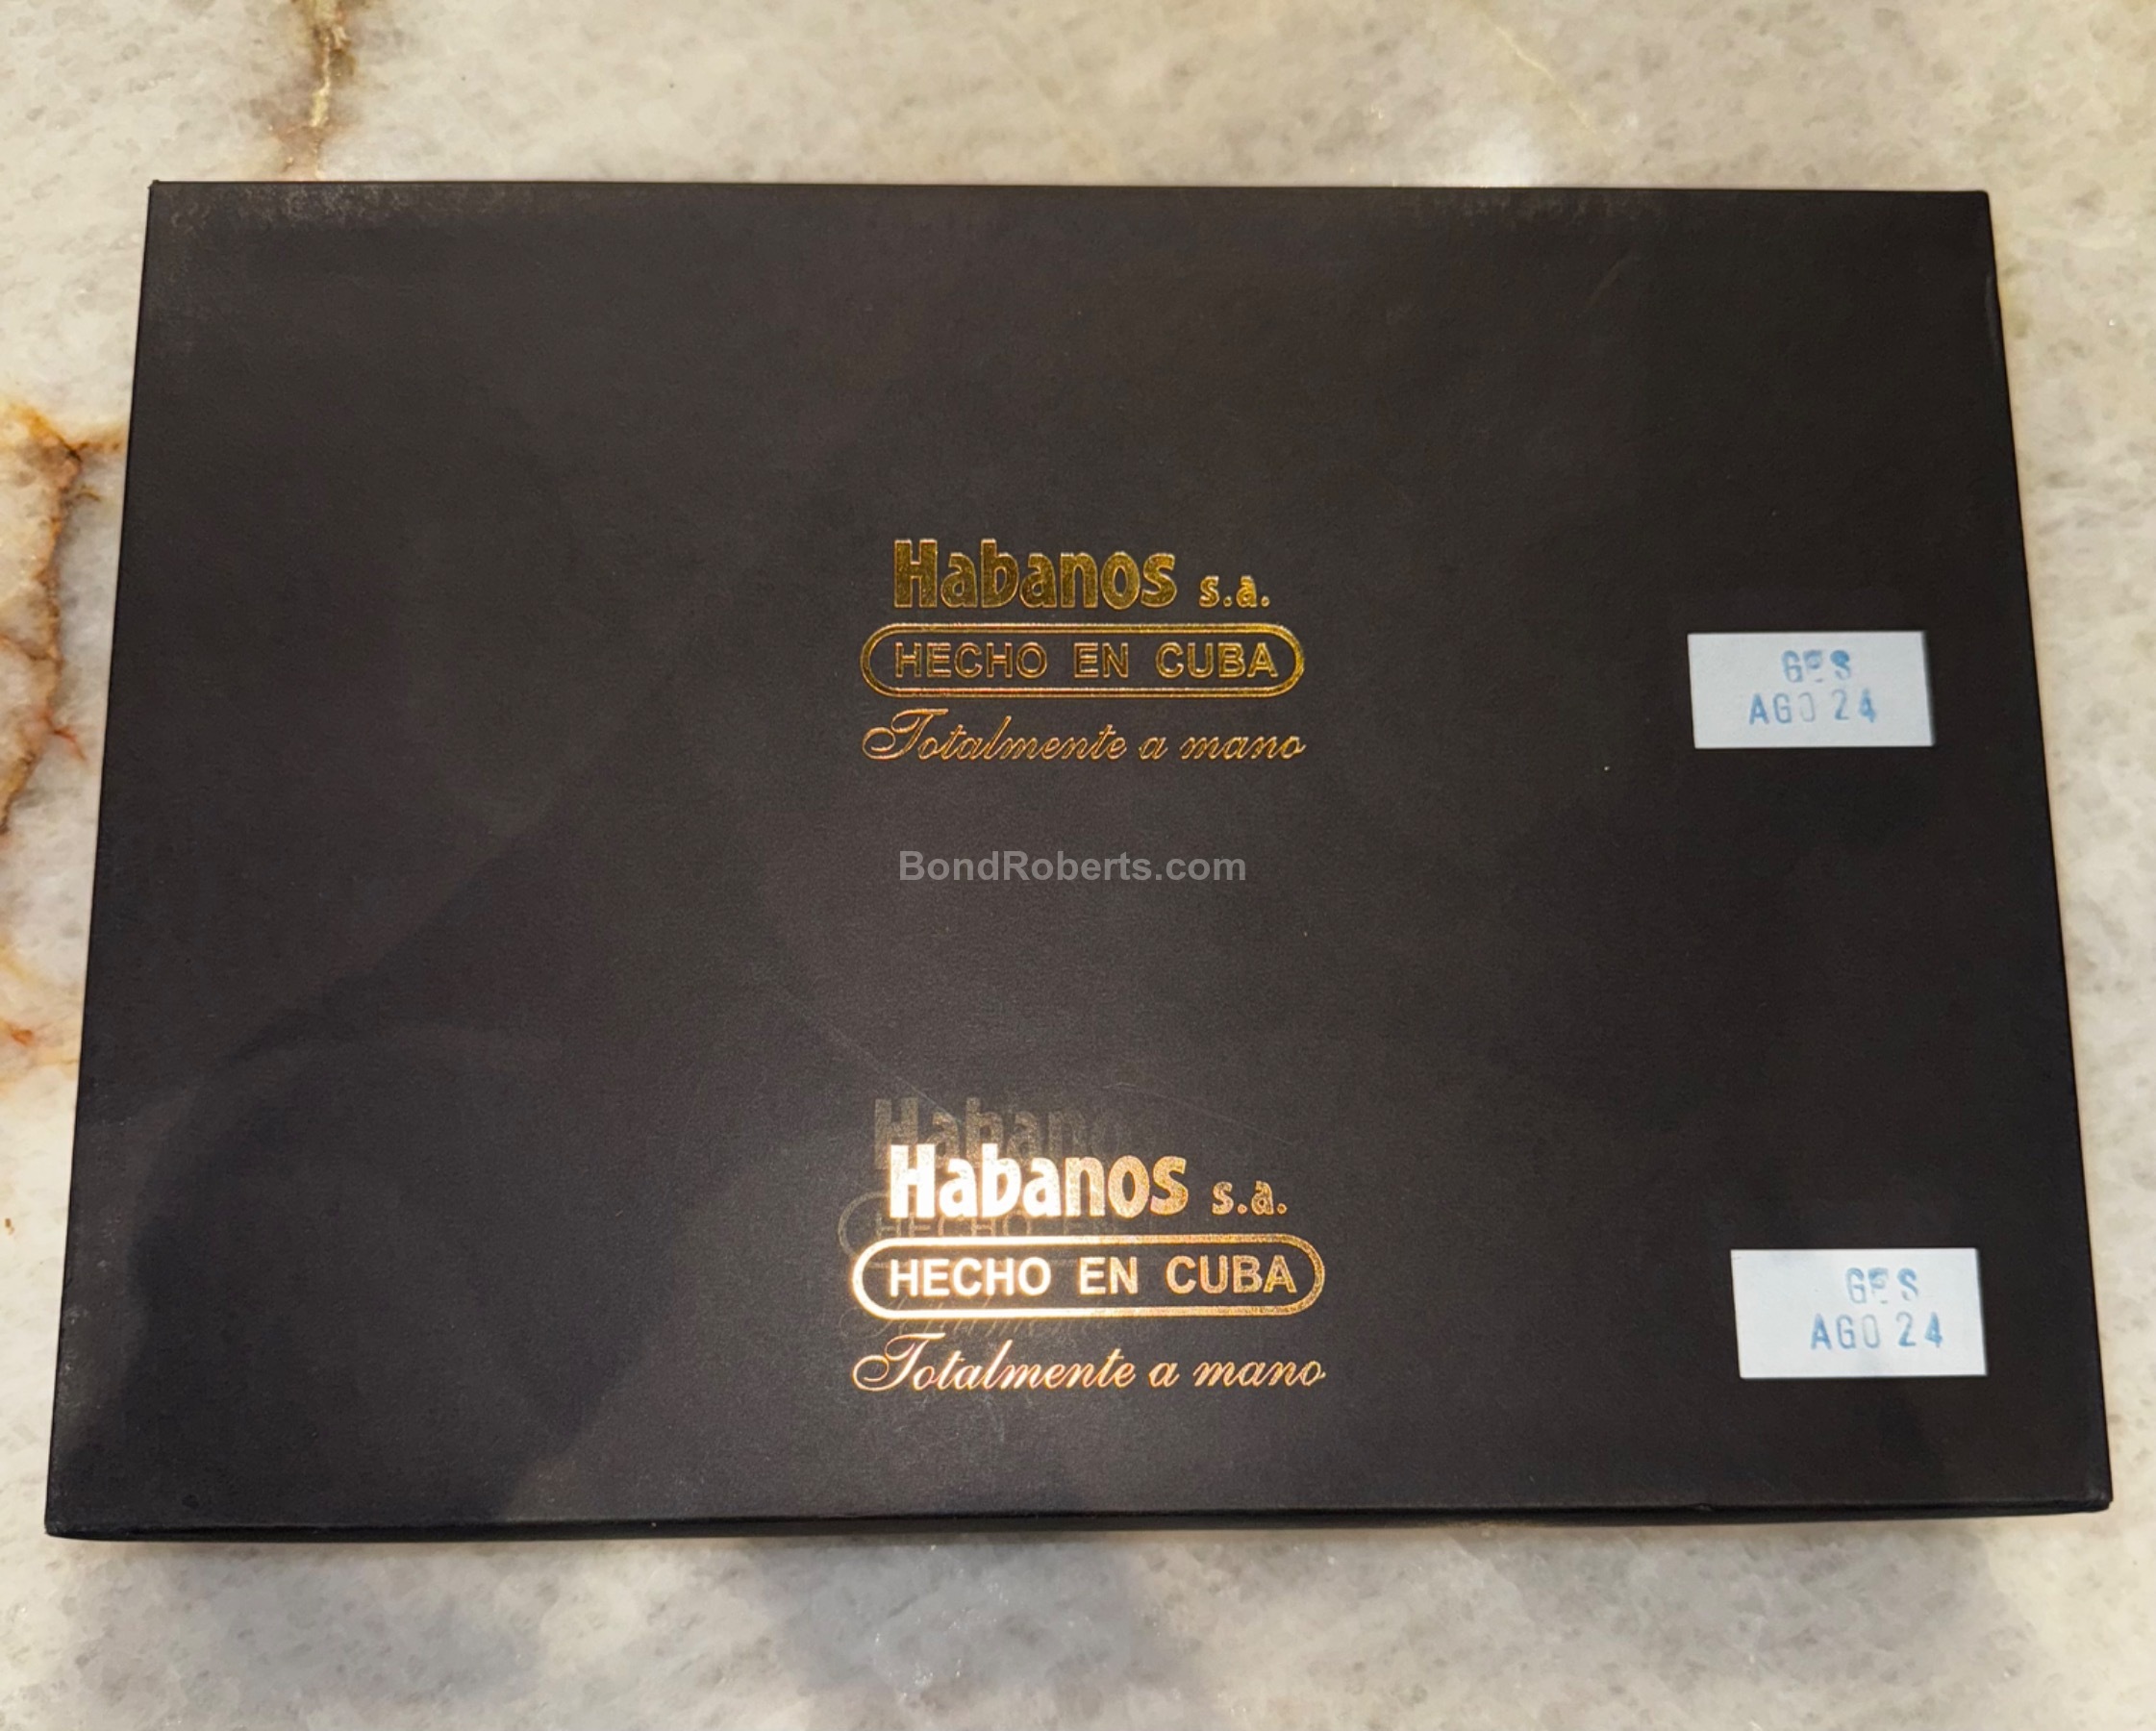 Habanos s.a.
HECHO EN CUBA
Totalmente a mano
AGO 24
BondRoberts.com
Habanos s.a.
HECHO EN CUBA
Totalmente a mano
AGO 24